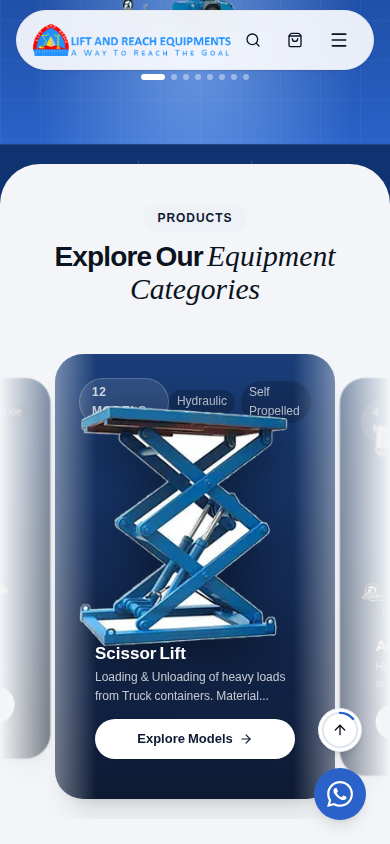 LIFT AND REACH EQUIPMENTS
A Way To Reach The Goal
PRODUCTS
Explore Our Equipment
Categories
12
Hydraulic
Self
Propelled
Scissor Lift
Loading & Unloading of heavy loads
from Truck containers. Material...
Explore Models